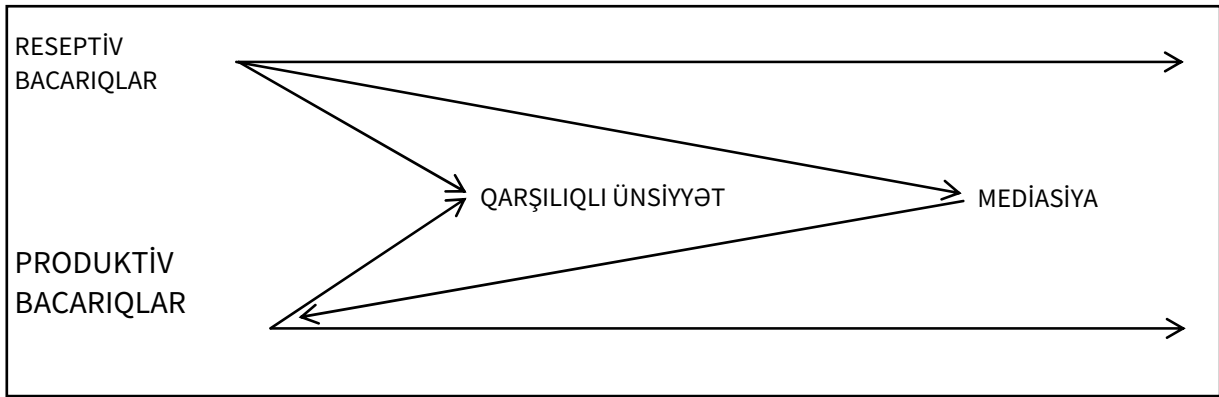 RESEPTİV
BACARIQLAR
QARŞILIQLI ÜNSİYYƏT
MEDİASİYA
PRODUKTİV
BACARIQLAR